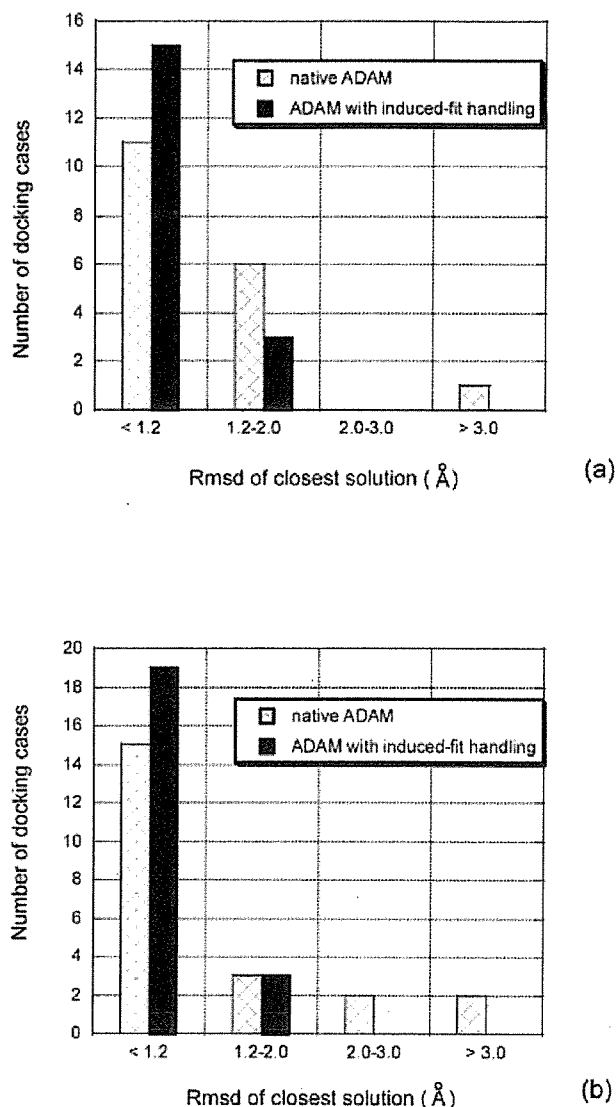 16
14
12
10
8
6
4
2
0
Number of docking cases
native ADAM
ADAM with induced-fit handling
< 1.2 1.2-2.0 2.0-3.0 > 3.0
Rmsd of closest solution ( Å )
(a)
20
18
16
14
12
10
8
6
4
2
0
Number of docking cases
native ADAM
ADAM with induced-fit handling
< 1.2 1.2-2.0 2.0-3.0 > 3.0
Rmsd of closest solution ( Å )
(b)